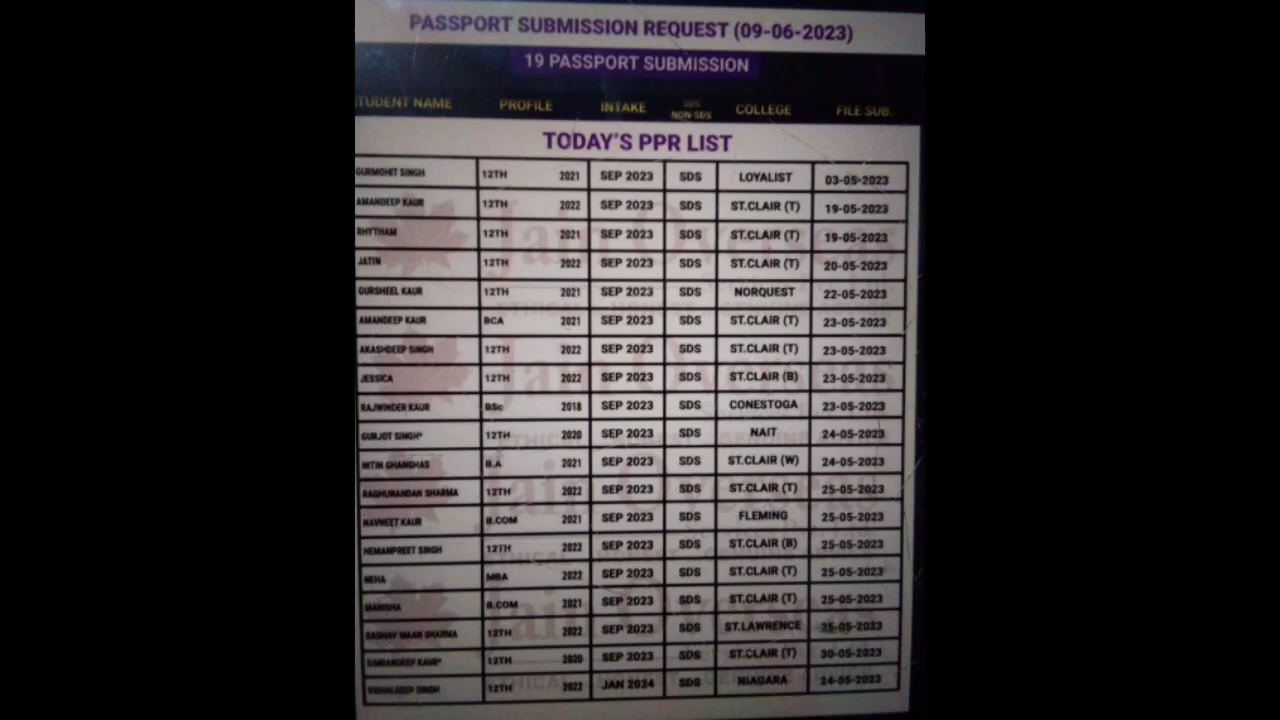 PASSPORT SUBMISSION REQUEST (09-06-2023)
19 PASSPORT SUBMISSION
TUDENT NAME PROFILE INTAKE SDS NON-SDS COLLEGE FILE SUB.
TODAY'S PPR LIST
GURMOHIT SINGH 12TH 2021 SEP 2023 SDS LOYALIST 03-05-2023
AMANDEEP KAUR 12TH 2022 SEP 2023 SDS ST.CLAIR (T) 19-05-2023
RHYTHAM 12TH 2021 SEP 2023 SDS ST.CLAIR (T) 19-05-2023
JATIN 12TH 2022 SEP 2023 SDS ST.CLAIR (T) 20-05-2023
GURSHEEL KAUR 12TH 2021 SEP 2023 SDS NORQUEST 22-05-2023
AMANDEEP KAUR BCA 2021 SEP 2023 SDS ST.CLAIR (T) 23-05-2023
AKASHDEEP SINGH 12TH 2022 SEP 2023 SDS ST.CLAIR (T) 23-05-2023
JESSICA 12TH 2022 SEP 2023 SDS ST.CLAIR (B) 23-05-2023
RAJWINDER KAUR BSc 2018 SEP 2023 SDS CONESTOGA 23-05-2023
GURJOT SINGH* 12TH 2020 SEP 2023 SDS NAIT 24-05-2023
NITIN GHANGHAS B.A 2021 SEP 2023 SDS ST.CLAIR (W) 24-05-2023
RAGHUNANDAN SHARMA 12TH 2022 SEP 2023 SDS ST.CLAIR (T) 25-05-2023
NAVNEET KAUR B.COM 2021 SEP 2023 SDS FLEMING 25-05-2023
HEMANPREET SINGH 12TH 2022 SEP 2023 SDS ST.CLAIR (B) 25-05-2023
NEHA MBA 2022 SEP 2023 SDS ST.CLAIR (T) 25-05-2023
MANISHA B.COM 2021 SEP 2023 SDS ST.CLAIR (T) 25-05-2023
RAGHAV MAAN SHARMA 12TH 2022 SEP 2023 SDS ST.LAWRENCE 25-05-2023
SIMRANDEEP KAUR* 12TH 2020 SEP 2023 SDS ST.CLAIR (T) 30-05-2023
VISHALDEEP SINGH 12TH 2022 JAN 2024 SDS NIAGARA 24-05-2023
Jain Overseas
Jain Overseas
Jain Overseas
Jain Overseas